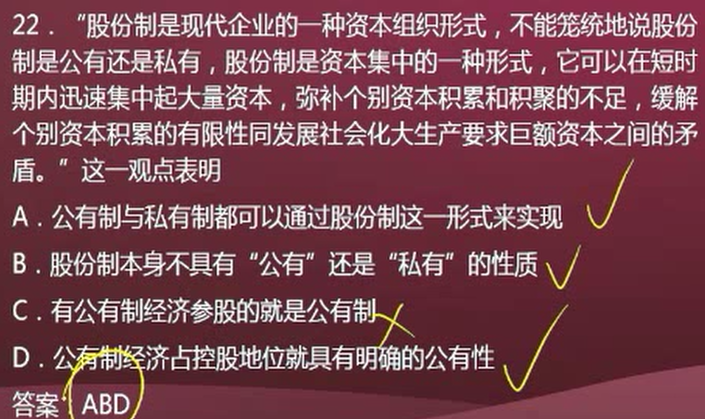 22．“股份制是现代企业的一种资本组织形式，不能笼统地说股份
制是公有还是私有，股份制是资本集中的一种形式，它可以在短时
期内迅速集中起大量资本，弥补个别资本积累和积聚的不足，缓解
个别资本积累的有限性同发展社会化大生产要求巨额资本之间的矛
盾。”这一观点表明
A．公有制与私有制都可以通过股份制这一形式来实现
B．股份制本身不具有“公有”还是“私有”的性质
C．有公有制经济参股的就是公有制
D．公有制经济占控股地位就具有明确的公有性
答案：ABD